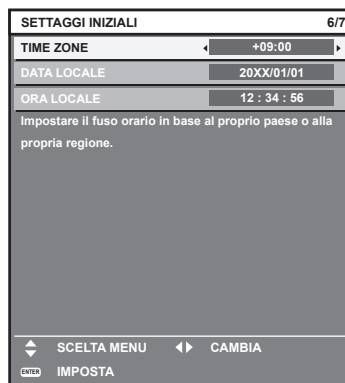 SETTAGGI INIZIALI 6/7
TIME ZONE +09:00
DATA LOCALE 20XX/01/01
ORA LOCALE 12 : 34 : 56
Impostare il fuso orario in base al proprio paese o alla
propria regione.
SCELTA MENU CAMBIA
ENTER IMPOSTA